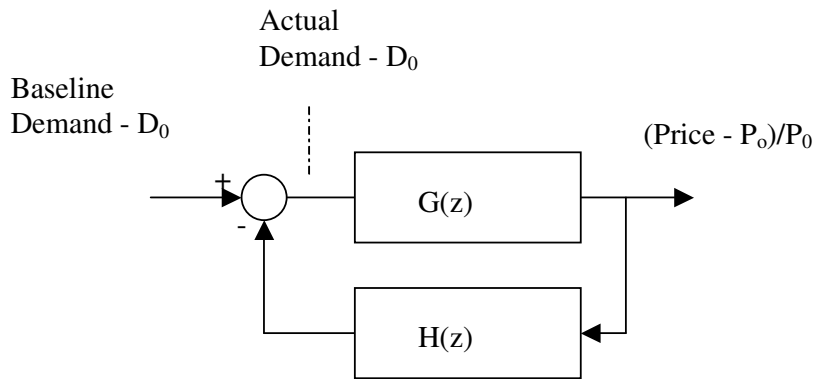 Actual
Demand - D₀
Baseline
Demand - D₀
(Price - Pₒ)/P₀
+
G(z)
-
H(z)